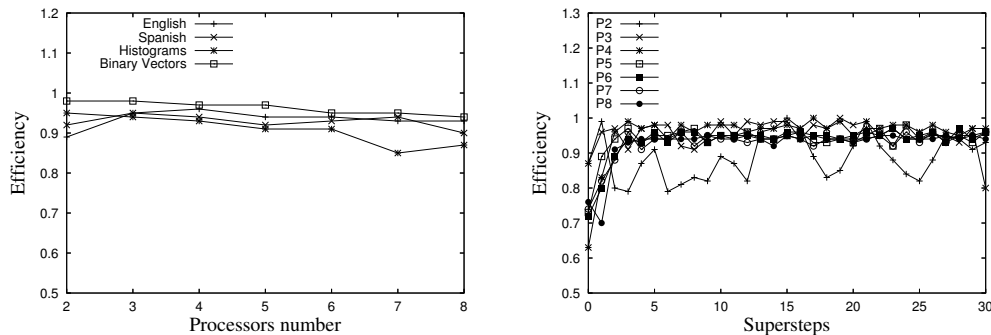 English
Spanish
Histograms
Binary Vectors
1.3
1.2
1.1
1
0.9
0.8
0.7
0.6
0.5
Efficiency
2
3
4
5
6
7
8
Processors number
P2
P3
P4
P5
P6
P7
P8
1.3
1.2
1.1
1.0
0.9
0.8
0.7
0.6
0.5
Efficiency
0
5
10
15
20
25
30
Supersteps